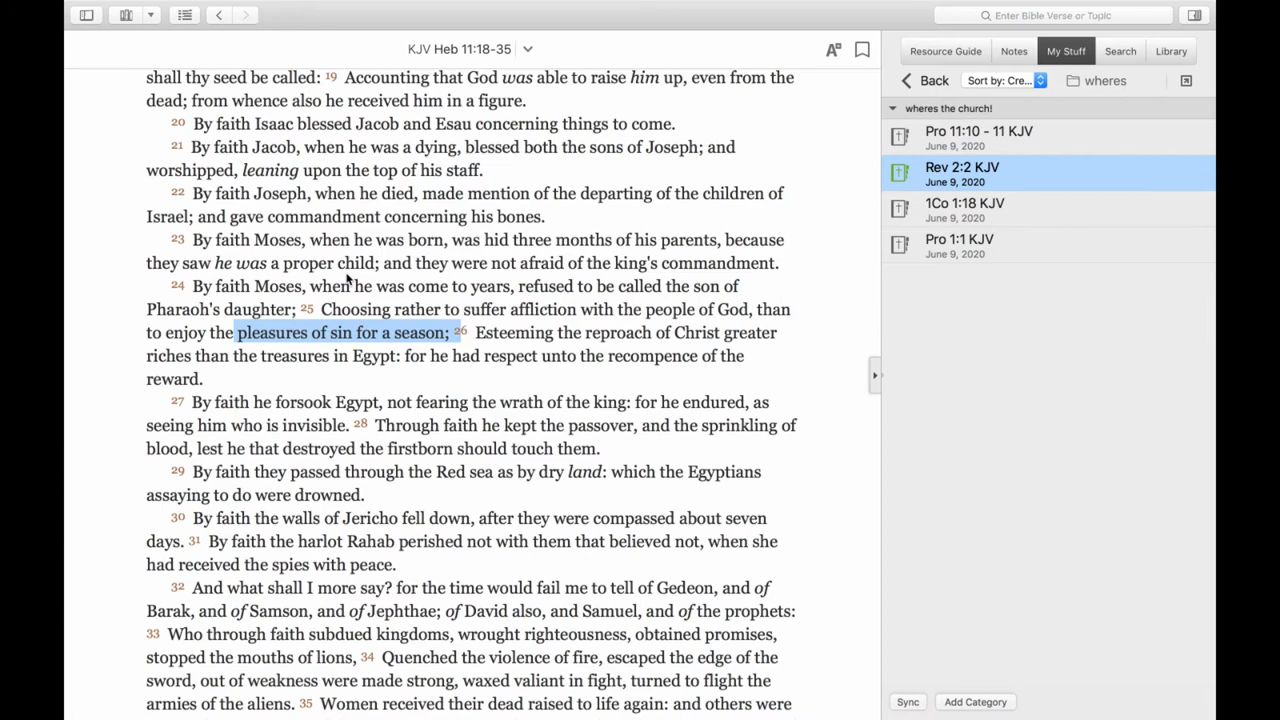 Enter Bible Verse or Topic
KJV Heb 11:18-35
shall thy seed be called: 19 Accounting that God was able to raise him up, even from the
dead; from whence also he received him in a figure.
20 By faith Isaac blessed Jacob and Esau concerning things to come.
21 By faith Jacob, when he was a dying, blessed both the sons of Joseph; and
worshipped, leaning upon the top of his staff.
22 By faith Joseph, when he died, made mention of the departing of the children of
Israel; and gave commandment concerning his bones.
23 By faith Moses, when he was born, was hid three months of his parents, because
they saw he was a proper child; and they were not afraid of the king's commandment.
24 By faith Moses, when he was come to years, refused to be called the son of
Pharaoh's daughter; 25 Choosing rather to suffer affliction with the people of God, than
to enjoy the pleasures of sin for a season; 26 Esteeming the reproach of Christ greater
riches than the treasures in Egypt: for he had respect unto the recompence of the
reward.
27 By faith he forsook Egypt, not fearing the wrath of the king: for he endured, as
seeing him who is invisible. 28 Through faith he kept the passover, and the sprinkling of
blood, lest he that destroyed the firstborn should touch them.
29 By faith they passed through the Red sea as by dry land: which the Egyptians
assaying to do were drowned.
30 By faith the walls of Jericho fell down, after they were compassed about seven
days. 31 By faith the harlot Rahab perished not with them that believed not, when she
had received the spies with peace.
32 And what shall I more say? for the time would fail me to tell of Gedeon, and of
Barak, and of Samson, and of Jephthae; of David also, and Samuel, and of the prophets:
33 Who through faith subdued kingdoms, wrought righteousness, obtained promises,
stopped the mouths of lions, 34 Quenched the violence of fire, escaped the edge of the
sword, out of weakness were made strong, waxed valiant in fight, turned to flight the
armies of the aliens. 35 Women received their dead raised to life again: and others were
Resource Guide Notes My Stuff Search Library
Back Sort by: Cre... wheres
wheres the church!
Pro 11:10 - 11 KJV
June 9, 2020
Rev 2:2 KJV
June 9, 2020
1Co 1:18 KJV
June 9, 2020
Pro 1:1 KJV
June 9, 2020
Sync Add Category